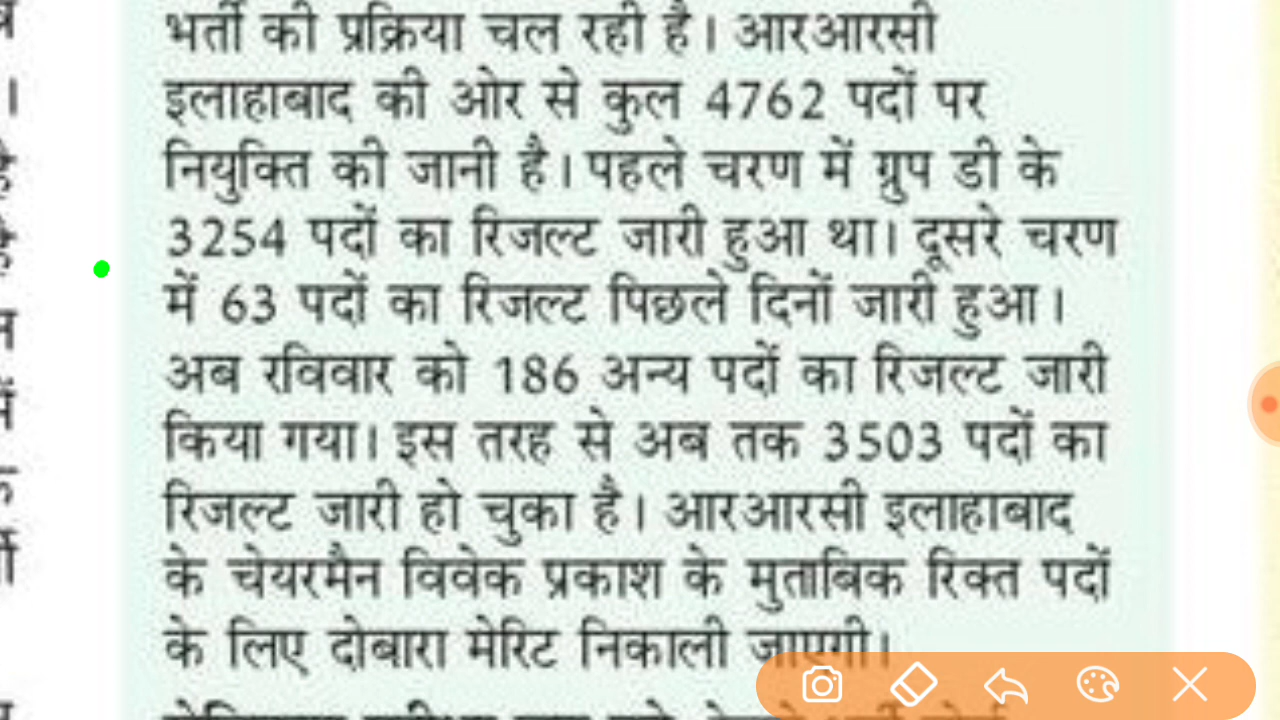 भर्ती की प्रक्रिया चल रही है। आरआरसी
इलाहाबाद की ओर से कुल 4762 पदों पर
नियुक्ति की जानी है। पहले चरण में ग्रुप डी के
3254 पदों का रिजल्ट जारी हुआ था। दूसरे चरण
में 63 पदों का रिजल्ट पिछले दिनों जारी हुआ।
अब रविवार को 186 अन्य पदों का रिजल्ट जारी
किया गया। इस तरह से अब तक 3503 पदों का
रिजल्ट जारी हो चुका है। आरआरसी इलाहाबाद
के चेयरमैन विवेक प्रकाश के मुताबिक रिक्त पदों
के लिए दोबारा मेरिट निकाली जाएगी।